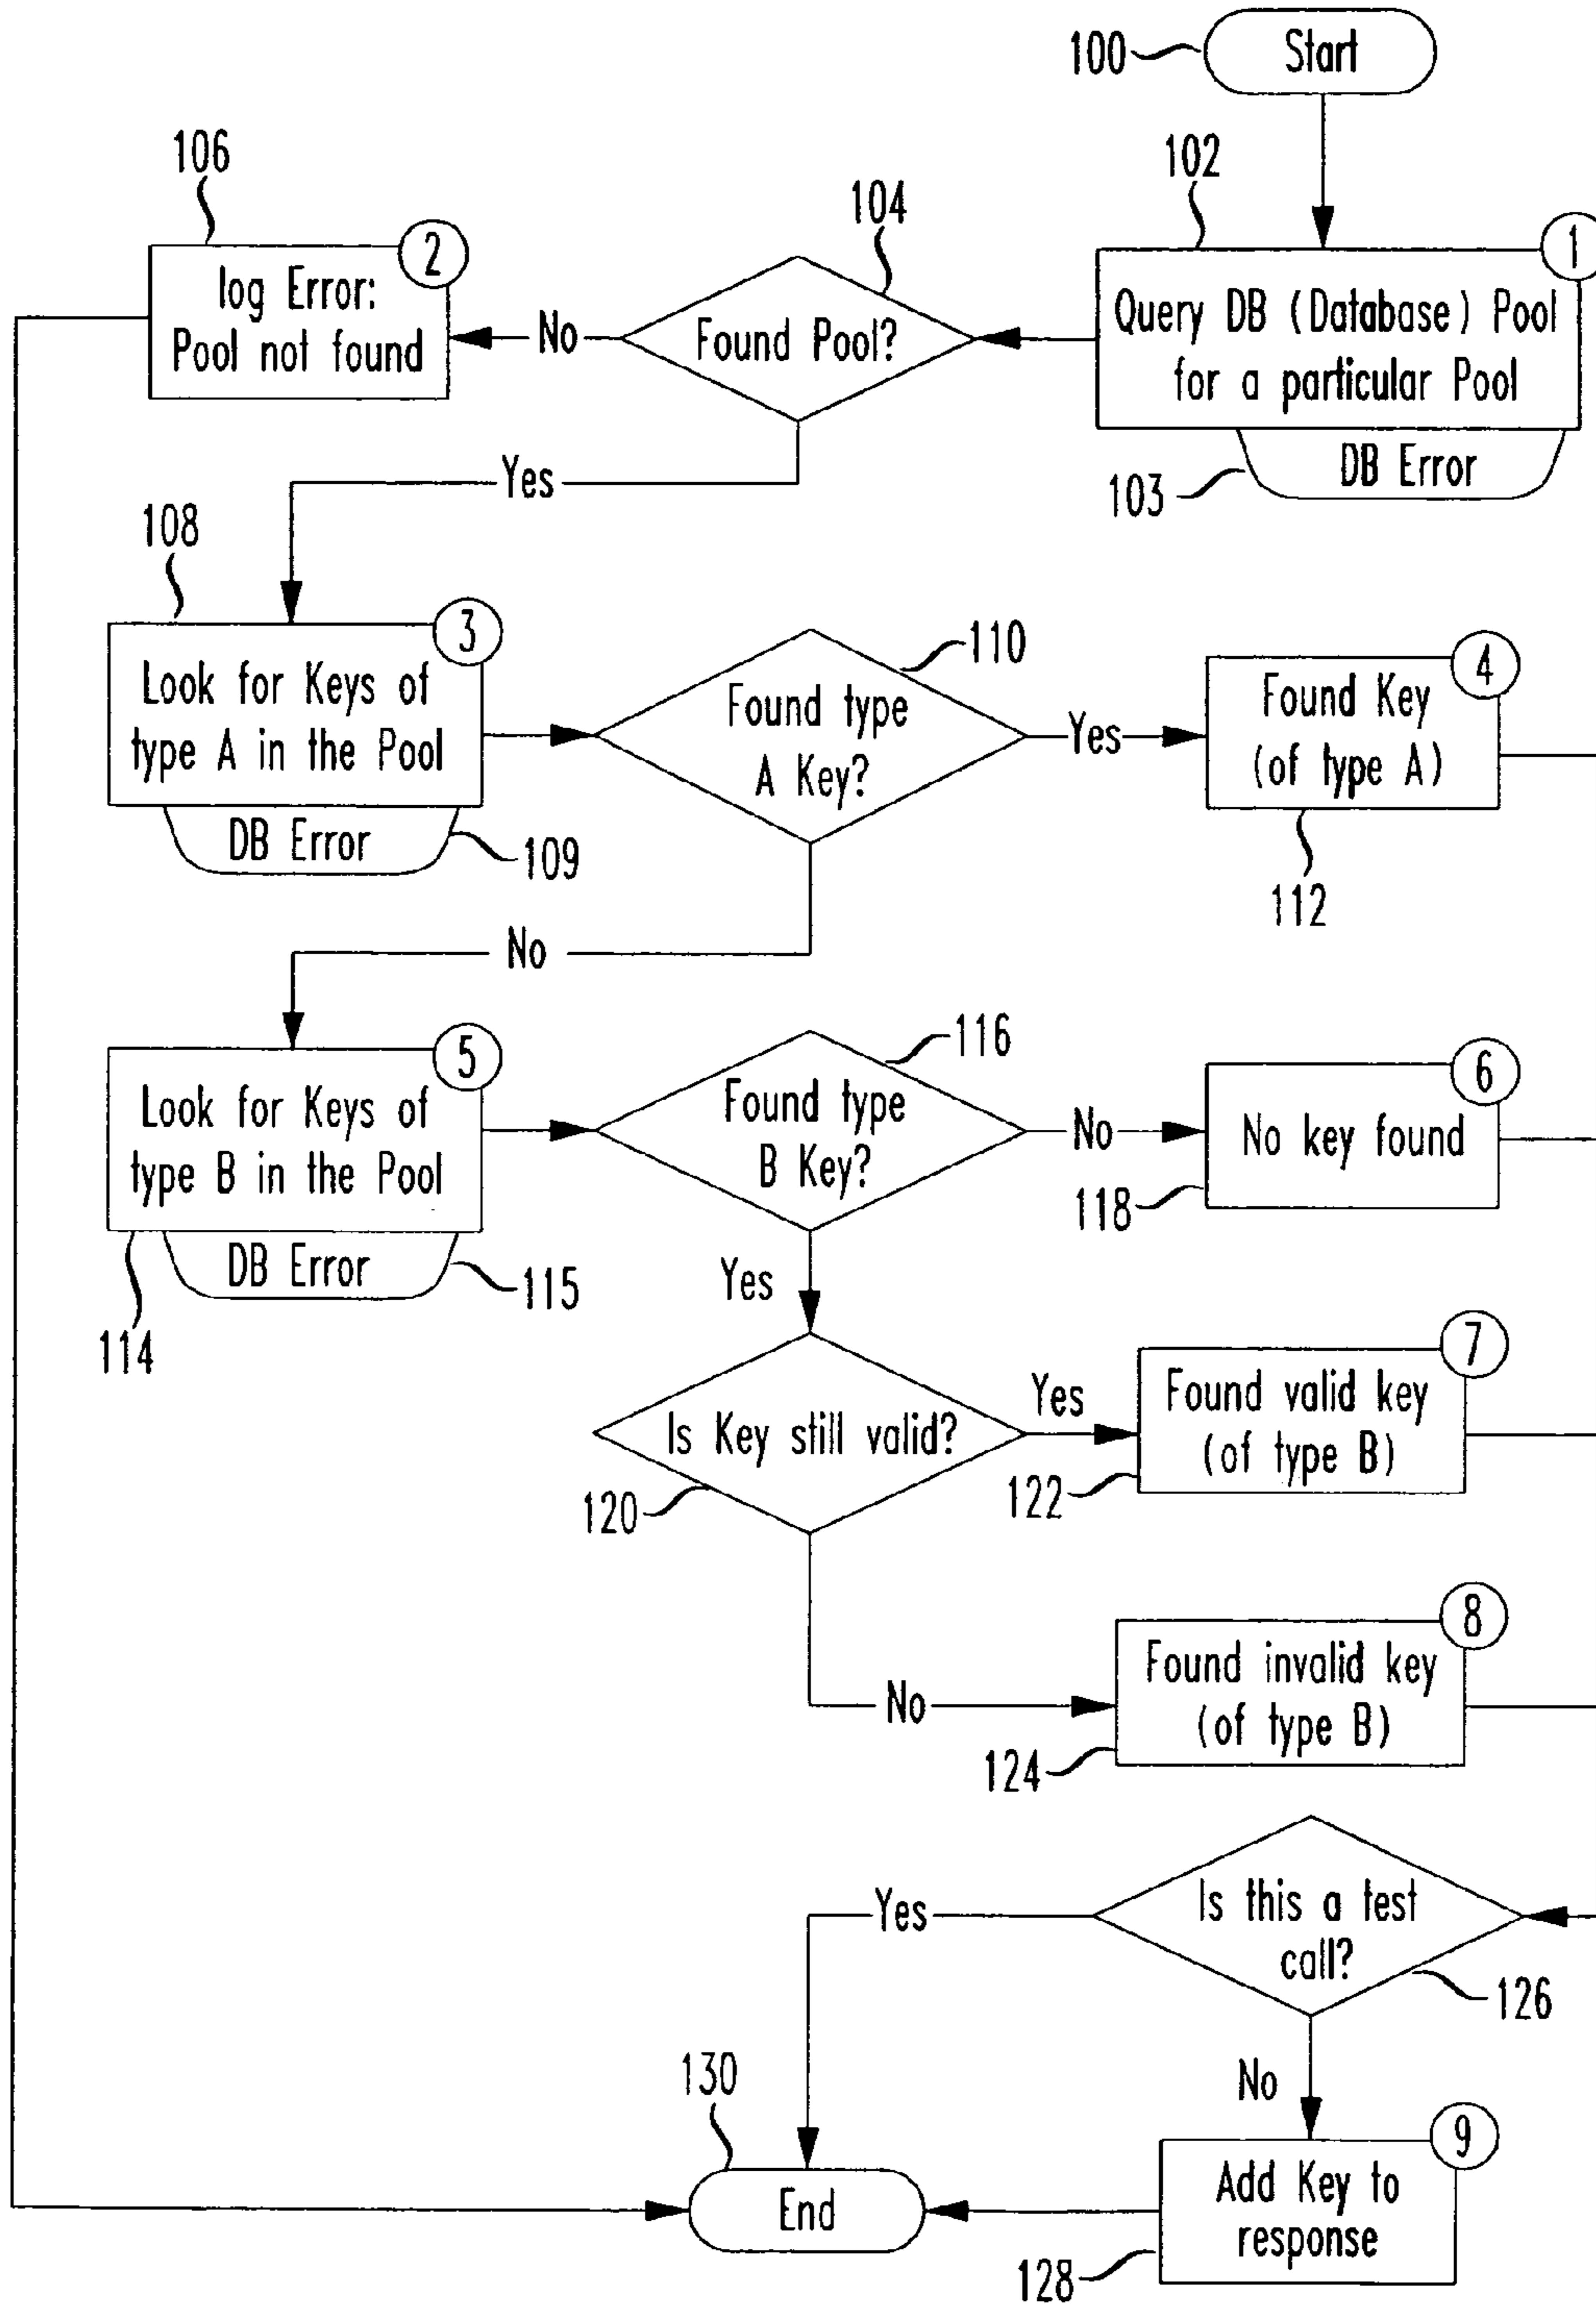 100
Start
102
1
Query DB (Database) Pool
for a particular Pool
DB Error
103
104
Found Pool?
No
Yes
106
2
log Error:
Pool not found
108
3
Look for Keys of
type A in the Pool
DB Error
109
110
Found type
A Key?
Yes
No
4
Found Key
(of type A)
112
5
Look for Keys of
type B in the Pool
DB Error
114
115
116
Found type
B Key?
No
Yes
6
No key found
118
Is Key still valid?
120
Yes
No
7
Found valid key
(of type B)
122
8
Found invalid key
(of type B)
124
Is this a test
call?
126
Yes
No
9
Add Key to
response
128
130
End